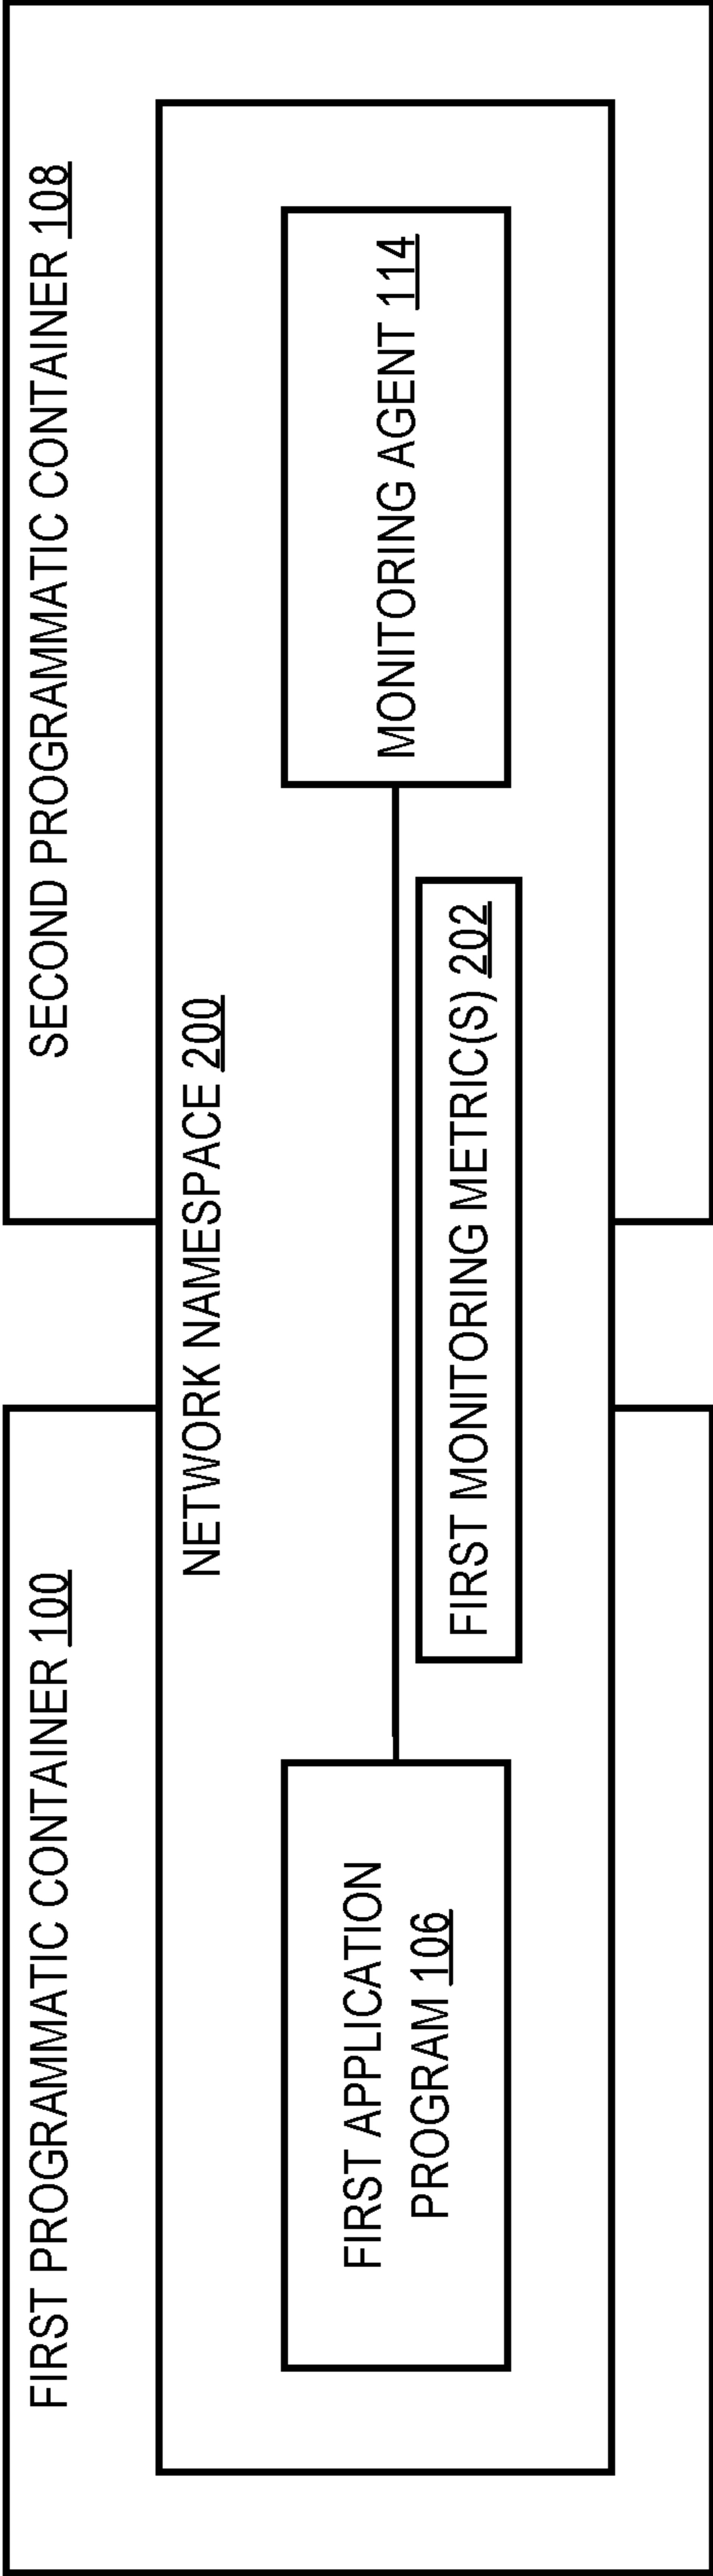 FIRST PROGRAMMATIC CONTAINER 100
SECOND PROGRAMMATIC CONTAINER 108
NETWORK NAMESPACE 200
FIRST APPLICATION
PROGRAM 106
FIRST MONITORING METRIC(S) 202
MONITORING AGENT 114